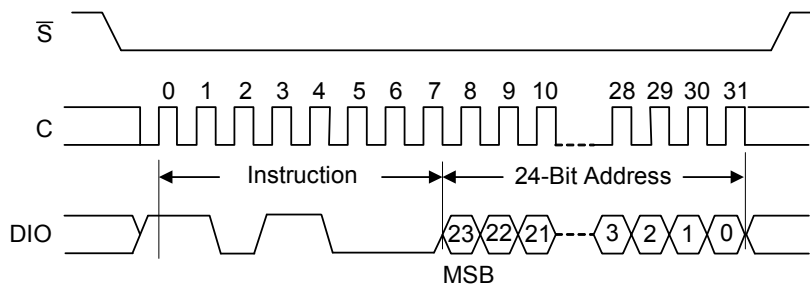 S̅
0 1 2 3 4 5 6 7 8 9 10 28 29 30 31
C
Instruction 24-Bit Address
DIO 23 22 21 3 2 1 0
MSB